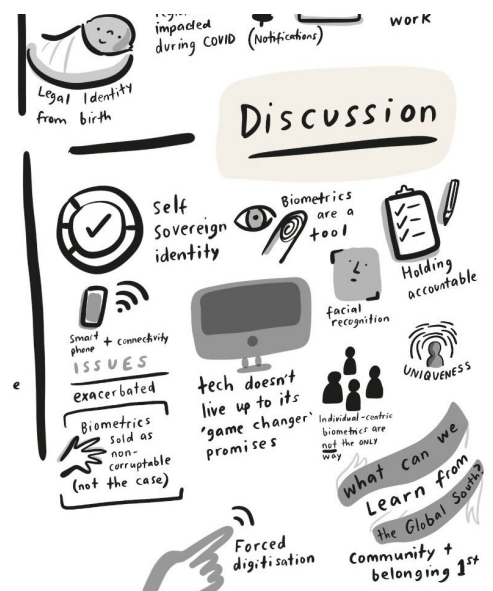 impacted
during COVID (Notifications)
work
Legal Identity
from birth
Discussion
Self
Sovereign
identity
Biometrics
are a
tool
Holding
accountable
smart
phone + connectivity
ISSUES
exacerbated
Biometrics
sold as
non-
corruptable
(not the case)
tech doesn't
live up to its
'game changer'
promises
facial
recognition
UNIQUENESS
Individual-centric
biometrics are
not the only
way
what can we
Learn from
the Global South?
Community +
belonging 1st
Forced
digitisation
e